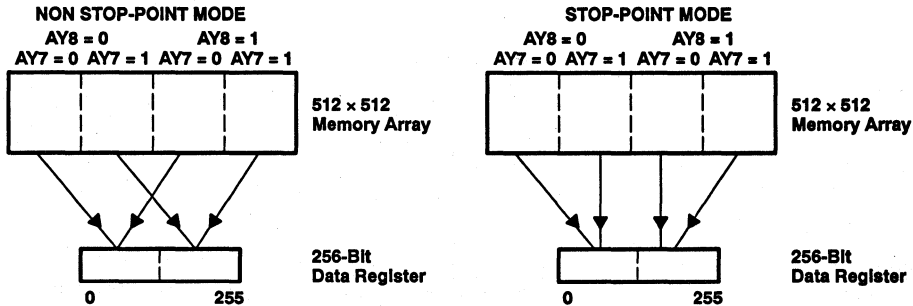 NON STOP-POINT MODE
AY8 = 0 AY8 = 1
AY7 = 0 AY7 = 1 AY7 = 0 AY7 = 1
512 × 512
Memory Array
256-Bit
Data Register
0 255
STOP-POINT MODE
AY8 = 0 AY8 = 1
AY7 = 0 AY7 = 1 AY7 = 0 AY7 = 1
512 × 512
Memory Array
256-Bit
Data Register
0 255